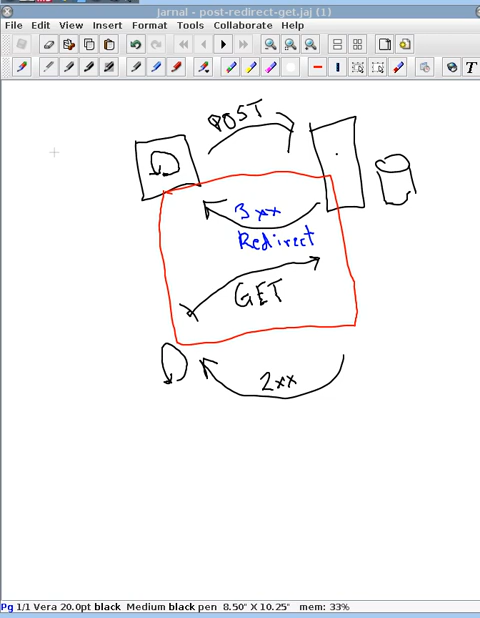 Jarnal - post-redirect-get.jaj (1)
File Edit View Insert Format Tools Collaborate Help
T
POST
3xx
Redirect
GET
2xx
Pg 1/1 Vera 20.0pt black Medium black pen 8.50" X 10.25" mem: 33%